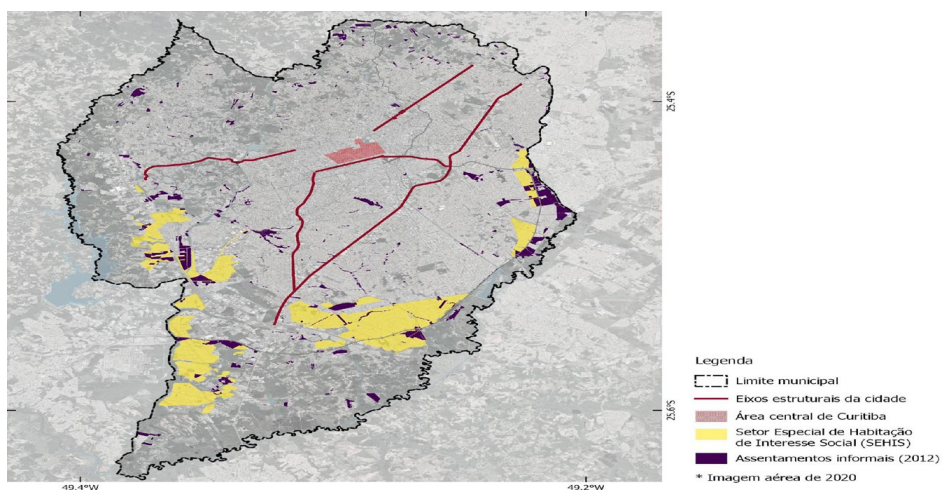 25.4°S
25.6°S
49.4°W
49.2°W
Legenda
Limite municipal
Eixos estruturais da cidade
Área central de Curitiba
Setor Especial de Habitação
de Interesse Social (SEHIS)
Assentamentos informais (2012)
* Imagem aérea de 2020